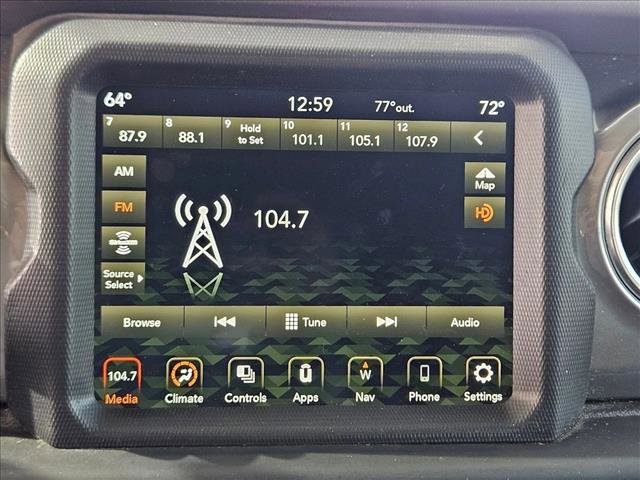 64° 12:59 77°out. 72°
7 87.9 8 88.1 9 Hold to Set 10 101.1 11 105.1 12 107.9
AM
Map
FM
HD
104.7
Source
Select
Browse Tune Audio
104.7 W
Media Climate Controls Apps Nav Phone Settings